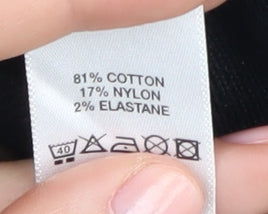 81% COTTON
17% NYLON
2% ELASTANE
40